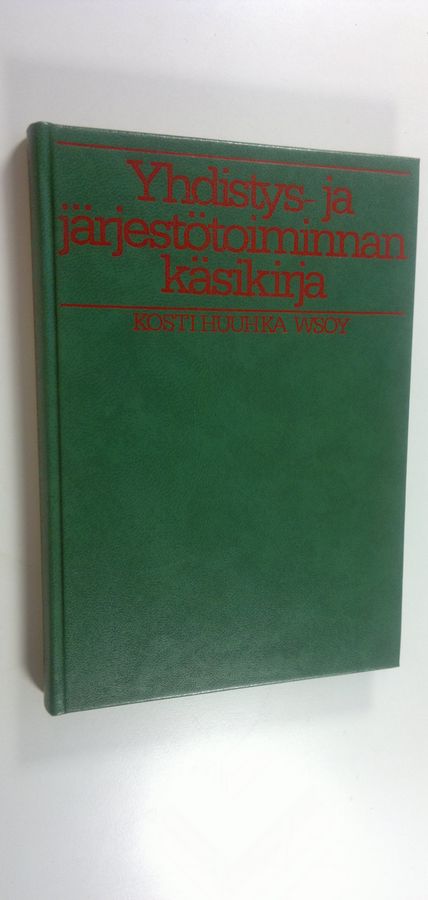 Yhdistys- ja
järjestötoiminnan
käsikirja
KOSTI HUUHKA WSOY